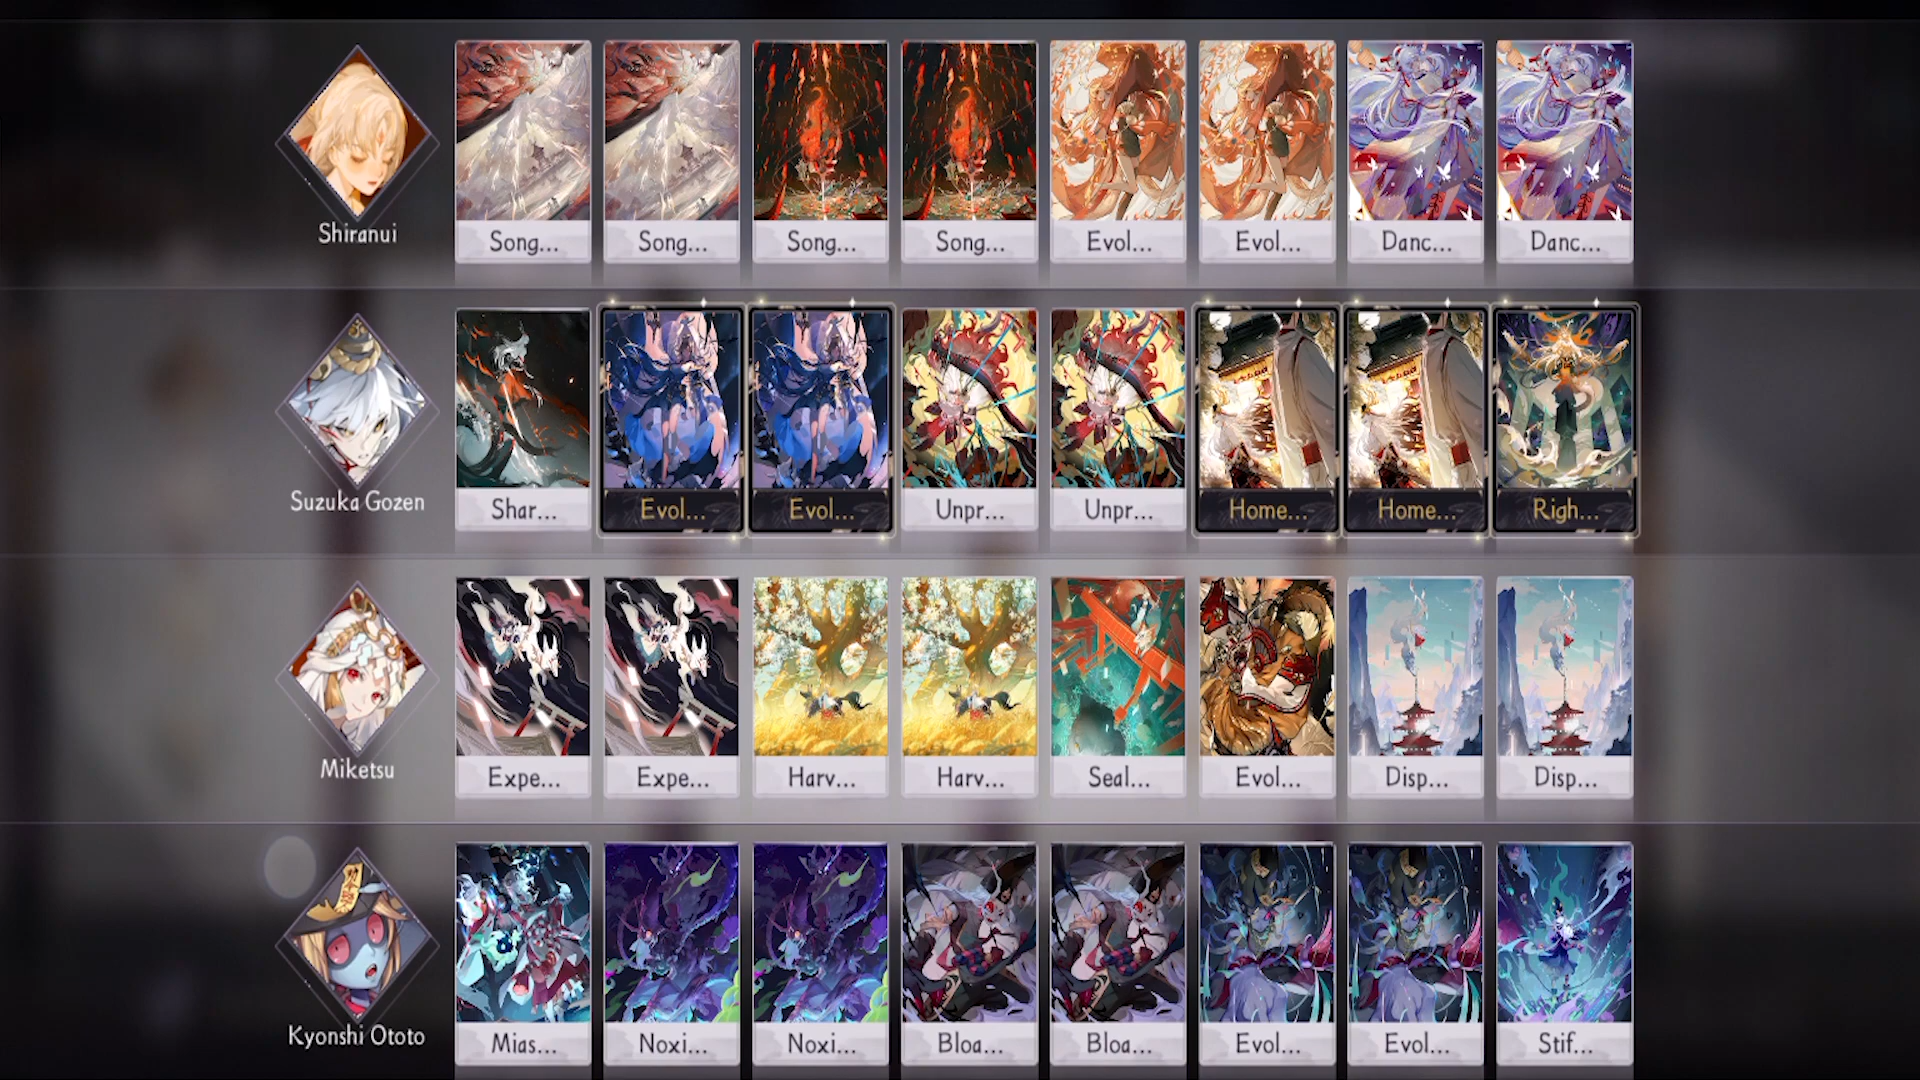 Shiranui
Song...
Song...
Song...
Song...
Evol...
Evol...
Danc...
Danc...
Suzuka Gozen
Shar...
Evol...
Evol...
Unpr...
Unpr...
Home...
Home...
Righ...
Miketsu
Expe...
Expe...
Harv...
Harv...
Seal...
Evol...
Disp...
Disp...
Kyonshi Ototo
Mias...
Noxi...
Noxi...
Bloa...
Bloa...
Evol...
Evol...
Stif...